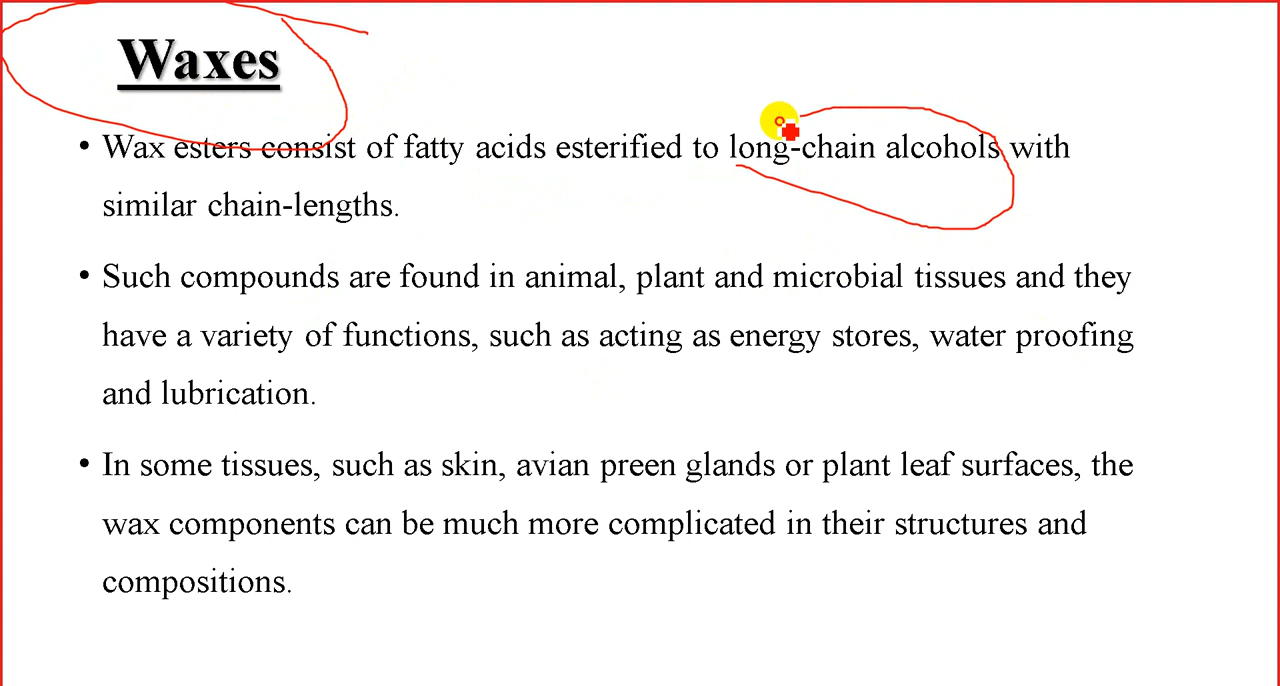 Waxes
• Wax esters consist of fatty acids esterified to long-chain alcohols with
similar chain-lengths.
• Such compounds are found in animal, plant and microbial tissues and they
have a variety of functions, such as acting as energy stores, water proofing
and lubrication.
• In some tissues, such as skin, avian preen glands or plant leaf surfaces, the
wax components can be much more complicated in their structures and
compositions.